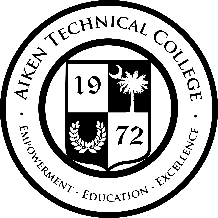 · AIKEN TECHNICAL COLLEGE ·
19
72
EMPOWERMENT · EDUCATION · EXCELLENCE